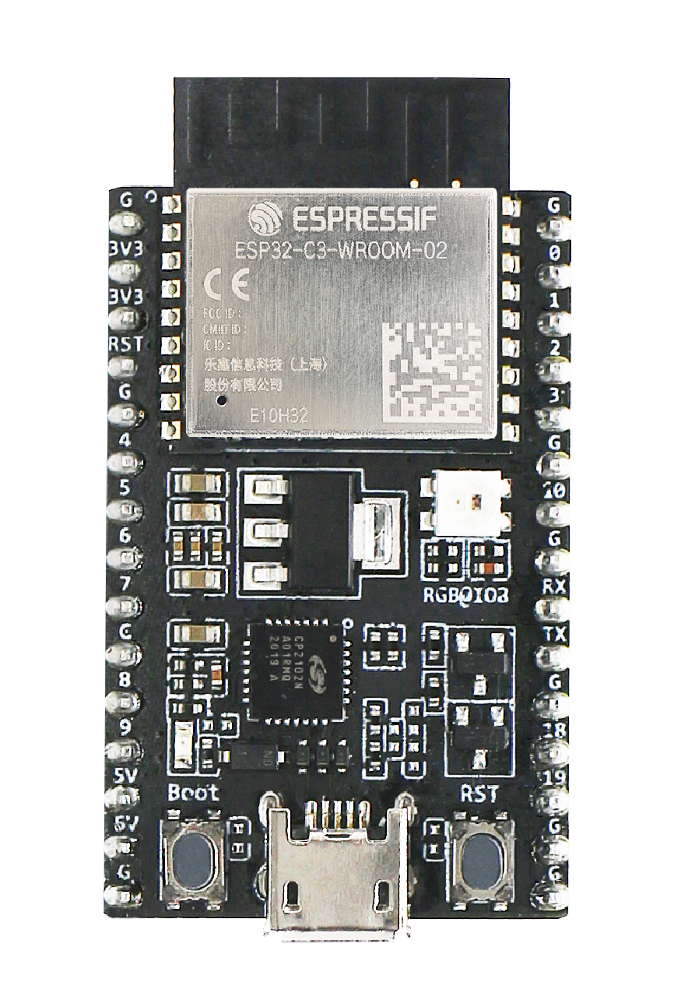 G
3V3
3V3
RST
G
4
5
6
7
G
8
9
5V
5V
G
ESPRESSIF
ESP32-C3-WROOM-02
CE
FCC ID:
CMIIT ID:
IC ID:
乐鑫信息科技（上海）
股份有限公司
E10H32
RGB@IO8
CP2102N
A01RMQ
2019 A
ND
Boot
RST
G
0
1
2
3
G
10
G
RX
TX
G
18
19
G
G